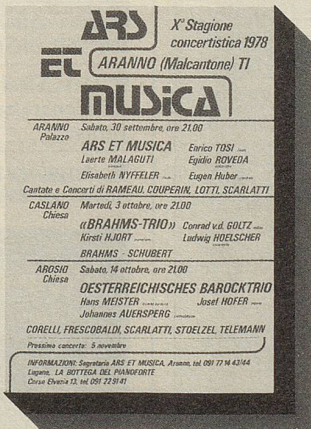 ARS ET MUSICA
Xª Stagione
concertistica 1978
ARANNO (Malcantone) TI
ARANNO
Palazzo
Sabato, 30 settembre, ore 21.00
ARS ET MUSICA
Enrico TOSI
Laerte MALAGUTI
Egidio ROVEDA
Elisabeth NYFFELER
Eugen Huber
Cantate e Concerti di RAMEAU, COUPERIN, LOTTI, SCARLATTI
CASLANO
Chiesa
Martedì, 3 ottobre, ore 21.00
«BRAHMS-TRIO»
Conrad v.d. GOLTZ
Kirsti HJORT
Ludwig HOELSCHER
BRAHMS - SCHUBERT
AROSIO
Chiesa
Sabato, 14 ottobre, ore 21.00
OESTERREICHISCHES BAROCKTRIO
Hans MEISTER
Josef HOFER
Johannes AUERSPERG
CORELLI, FRESCOBALDI, SCARLATTI, STOELZEL, TELEMANN
Prossimo concerto: 5 novembre
INFORMAZIONI: Segretaria ARS ET MUSICA, Aranno, tel. 091 77 14 43/44
Lugano, LA BOTTEGA DEL PIANOFORTE
Corso Elvezia 13, tel. 091 22 91 41